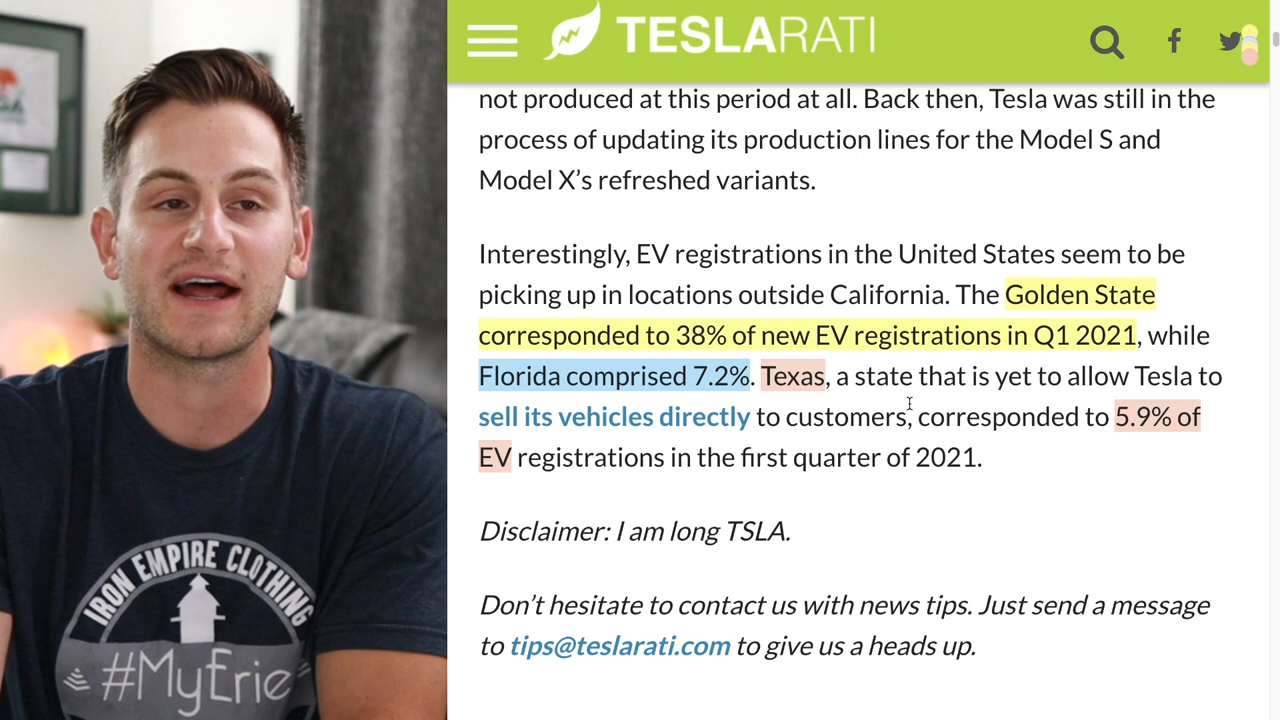 TESLARATI
not produced at this period at all. Back then, Tesla was still in the
process of updating its production lines for the Model S and
Model X’s refreshed variants.
Interestingly, EV registrations in the United States seem to be
picking up in locations outside California. The Golden State
corresponded to 38% of new EV registrations in Q1 2021, while
Florida comprised 7.2%. Texas, a state that is yet to allow Tesla to
sell its vehicles directly to customers, corresponded to 5.9% of
EV registrations in the first quarter of 2021.
Disclaimer: I am long TSLA.
Don’t hesitate to contact us with news tips. Just send a message
to tips@teslarati.com to give us a heads up.
IRON EMPIRE CLOTHING
#MyErie